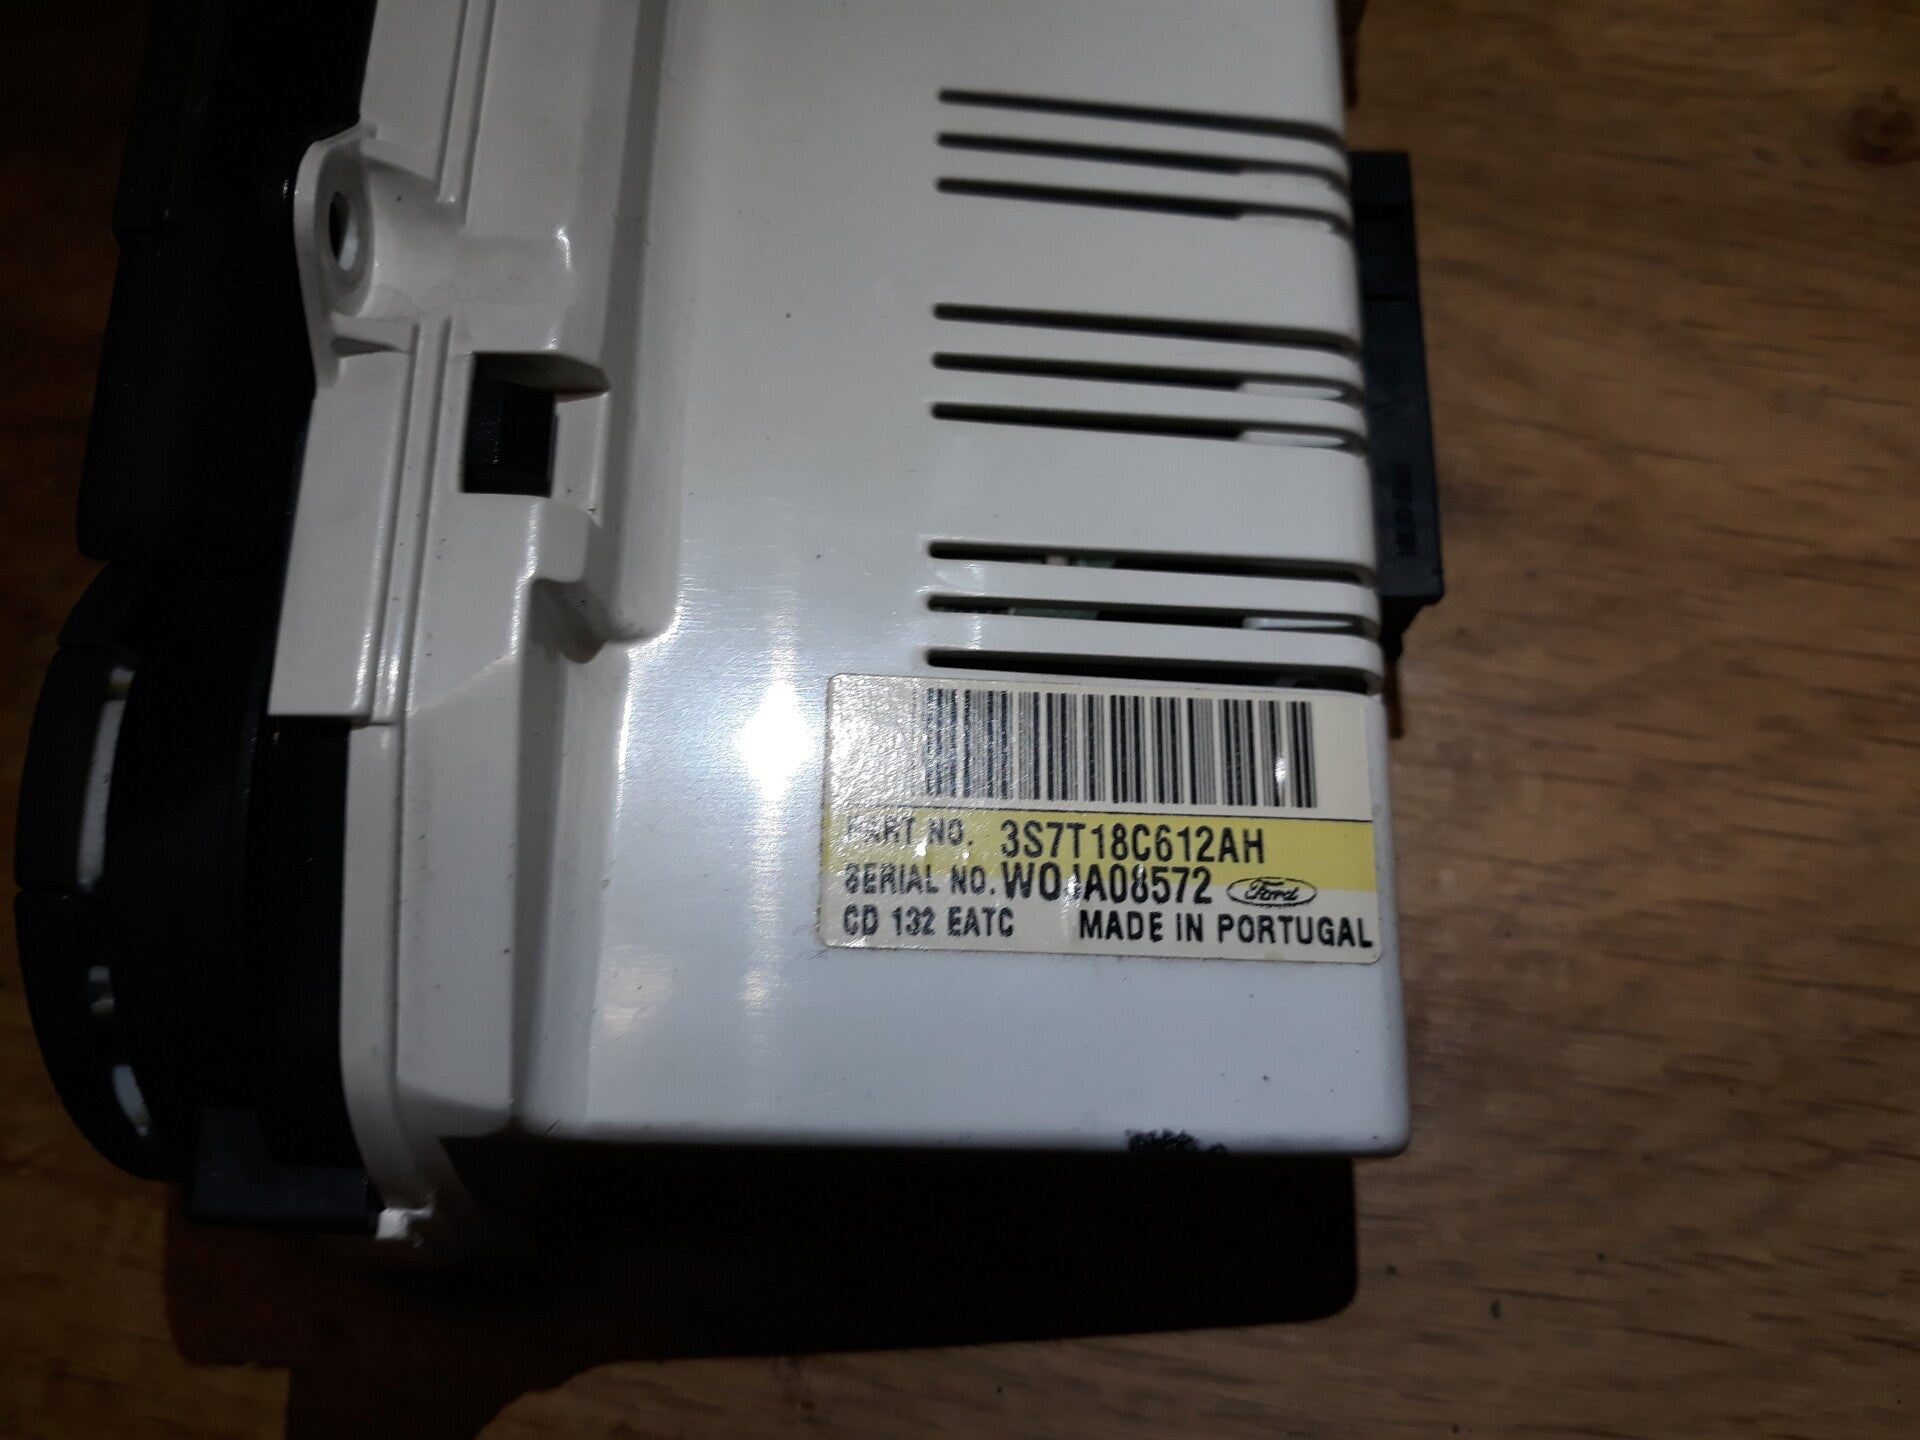 PART NO. 3S7T18C612AH
SERIAL NO. W0JA08572 Ford
CD 132 EATC MADE IN PORTUGAL